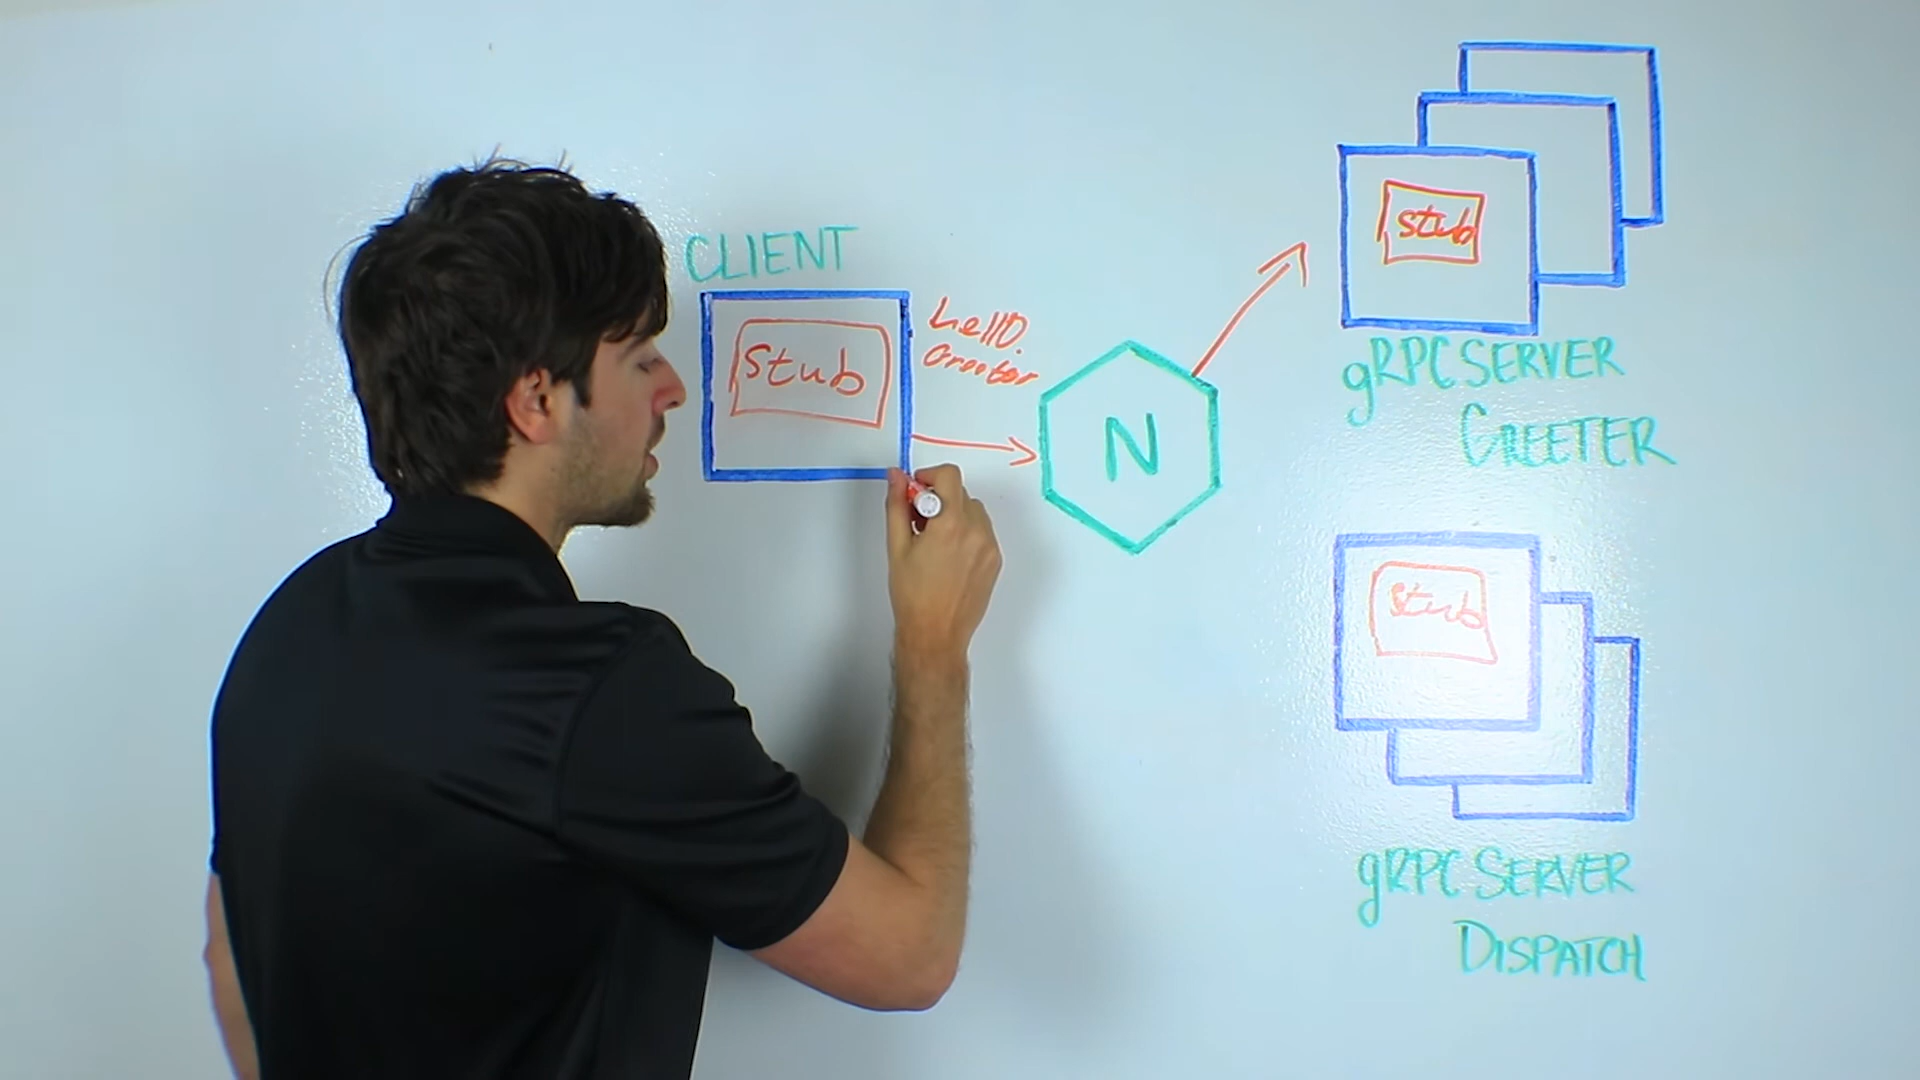 CLIENT
Stub
hello.
Greeter
N
stub
gRPC SERVER
GREETER
stub
gRPC SERVER
DISPATCH